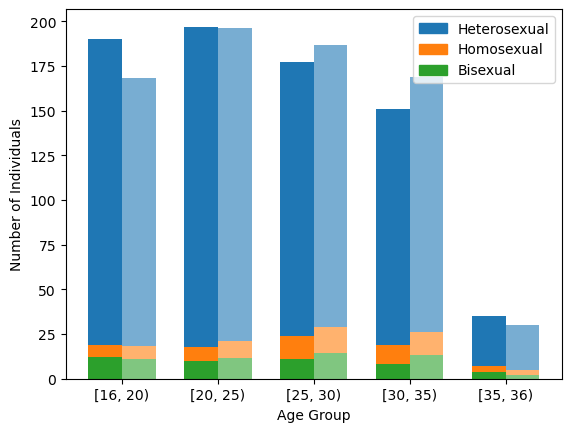 200
175
150
125
100
75
50
25
0
Number of Individuals
Heterosexual
Homosexual
Bisexual
[16, 20)
[20, 25)
[25, 30)
[30, 35)
[35, 36)
Age Group